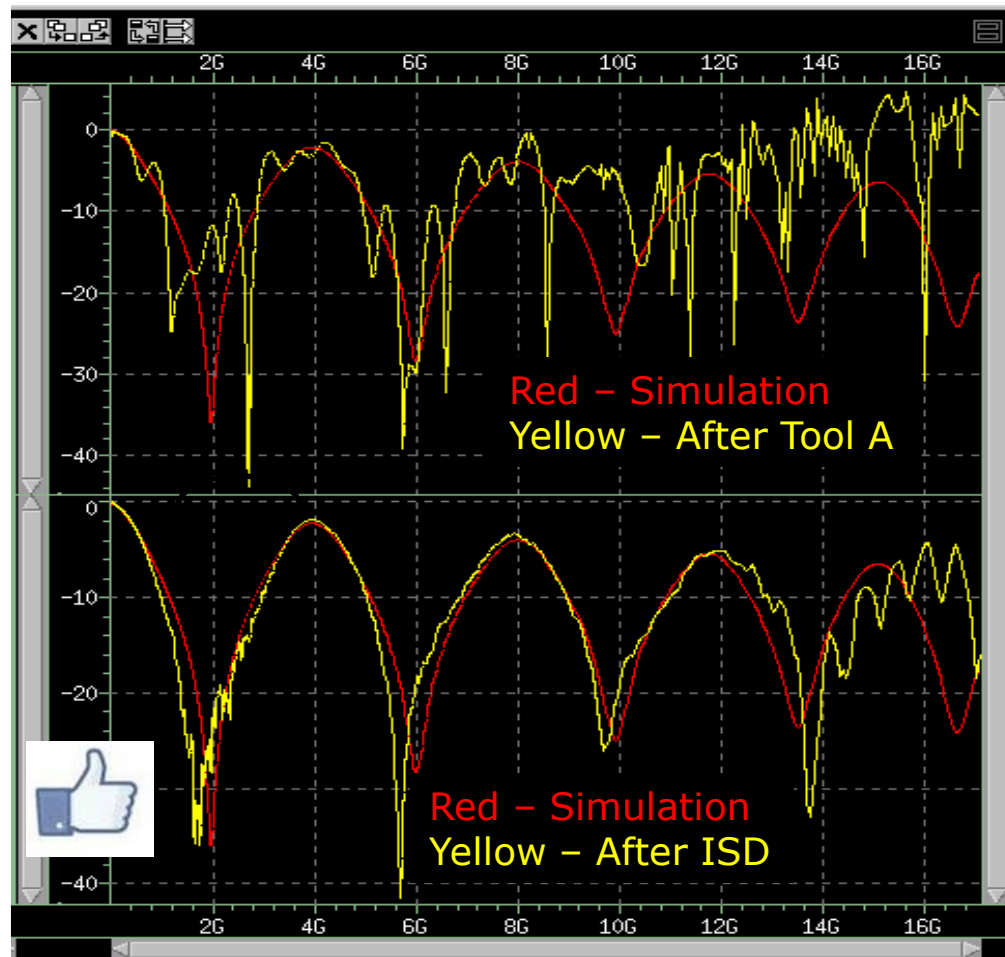 2G 4G 6G 8G 10G 12G 14G 16G
0
-10
-20
-30
-40
Red – Simulation
Yellow – After Tool A
0
-10
-20
-40
Red – Simulation
Yellow – After ISD
2G 4G 6G 8G 10G 12G 14G 16G